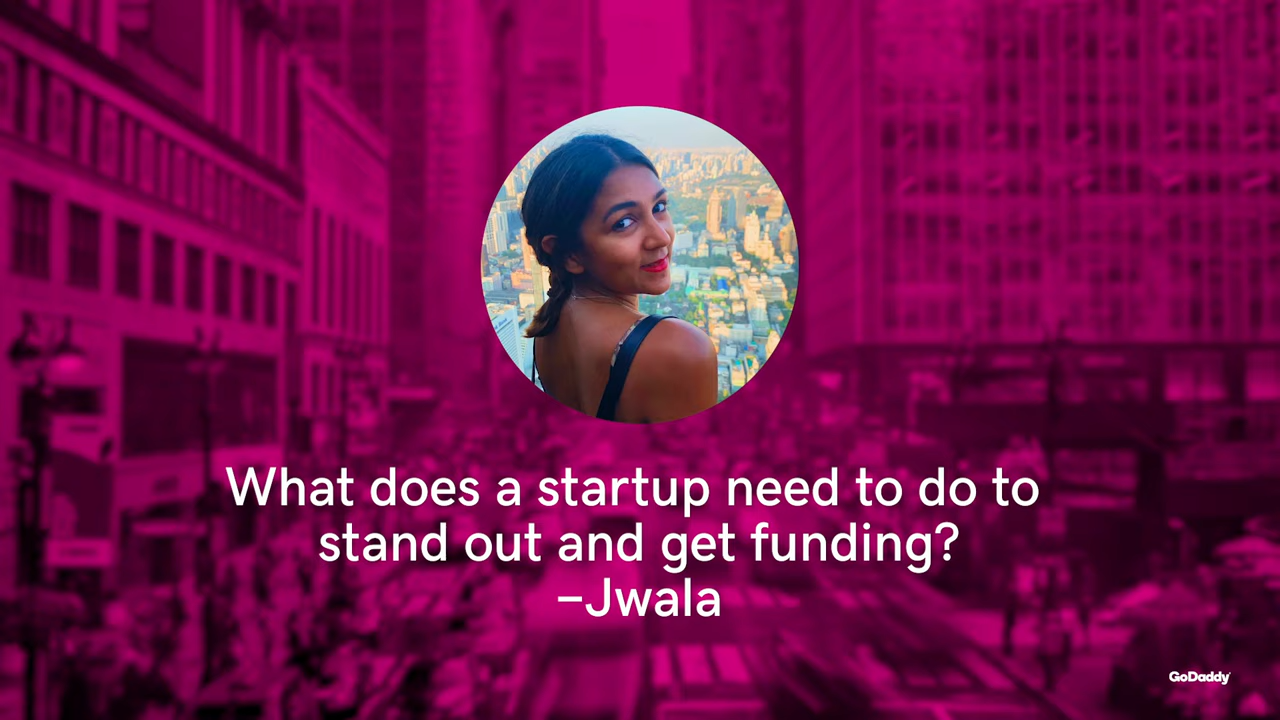 What does a startup need to do to
stand out and get funding?
–Jwala
GoDaddy